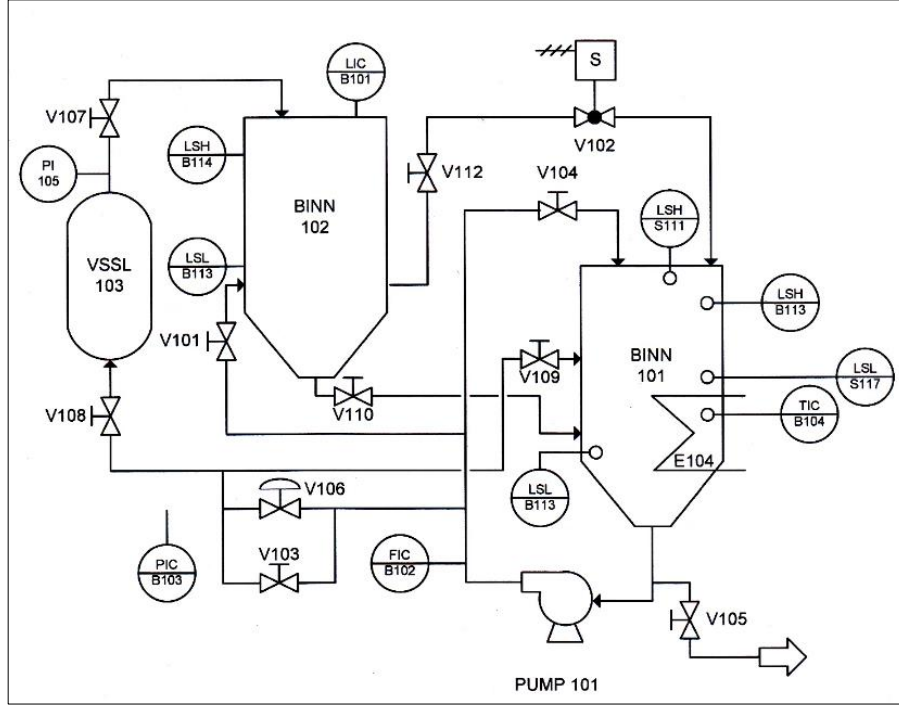 LIC
B101
S
V107
LSH
B114
V102
PI
105
V112
V104
BINN
102
LSH
S111
VSSL
103
LSL
B113
LSH
B113
V101
BINN
101
V109
LSL
S117
V108
V110
TIC
B104
E104
V106
LSL
B113
PIC
B103
V103
FIC
B102
V105
PUMP 101